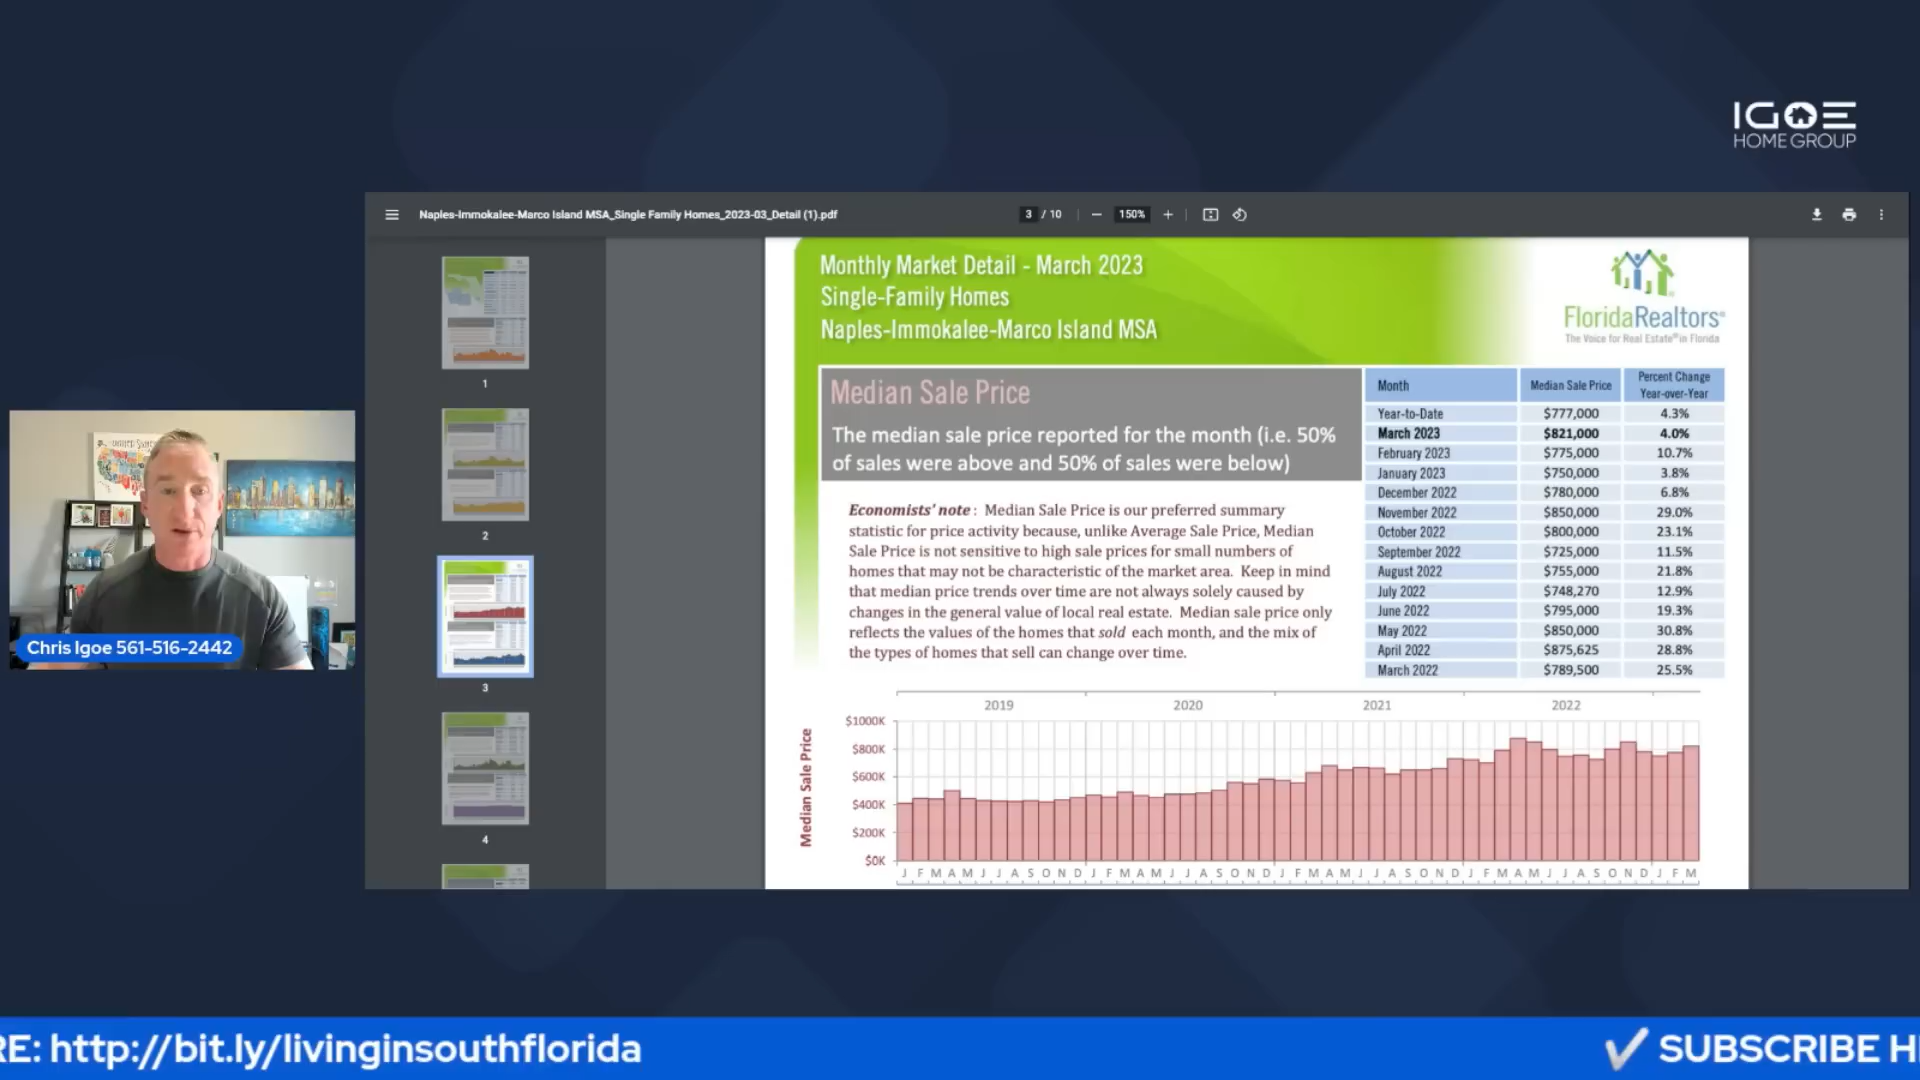 IGOE
HOME GROUP
Naples-Immokalee-Marco Island MSA_Single Family Homes_2023-03_Detail (1).pdf
3 / 10
150%
1
2
3
4
Chris Igoe 561-516-2442
Monthly Market Detail - March 2023
Single-Family Homes
Naples-Immokalee-Marco Island MSA
FloridaRealtors®
The Voice for Real Estate® in Florida
Median Sale Price
The median sale price reported for the month (i.e. 50%
of sales were above and 50% of sales were below)
Economists' note : Median Sale Price is our preferred summary
statistic for price activity because, unlike Average Sale Price, Median
Sale Price is not sensitive to high sale prices for small numbers of
homes that may not be characteristic of the market area. Keep in mind
that median price trends over time are not always solely caused by
changes in the general value of local real estate. Median sale price only
reflects the values of the homes that sold each month, and the mix of
the types of homes that sell can change over time.
Month Median Sale Price Percent Change Year-over-Year
Year-to-Date $777,000 4.3%
March 2023 $821,000 4.0%
February 2023 $775,000 10.7%
January 2023 $750,000 3.8%
December 2022 $780,000 6.8%
November 2022 $850,000 29.0%
October 2022 $800,000 23.1%
September 2022 $725,000 11.5%
August 2022 $755,000 21.8%
July 2022 $748,270 12.9%
June 2022 $795,000 19.3%
May 2022 $850,000 30.8%
April 2022 $875,625 28.8%
March 2022 $789,500 25.5%
2019 2020 2021 2022
Median Sale Price
$1000K
$800K
$600K
$400K
$200K
$0K
J F M A M J J A S O N D J F M A M J J A S O N D J F M A M J J A S O N D J F M A M J J A S O N D J F M
RE: http://bit.ly/livinginsouthflorida
SUBSCRIBE H